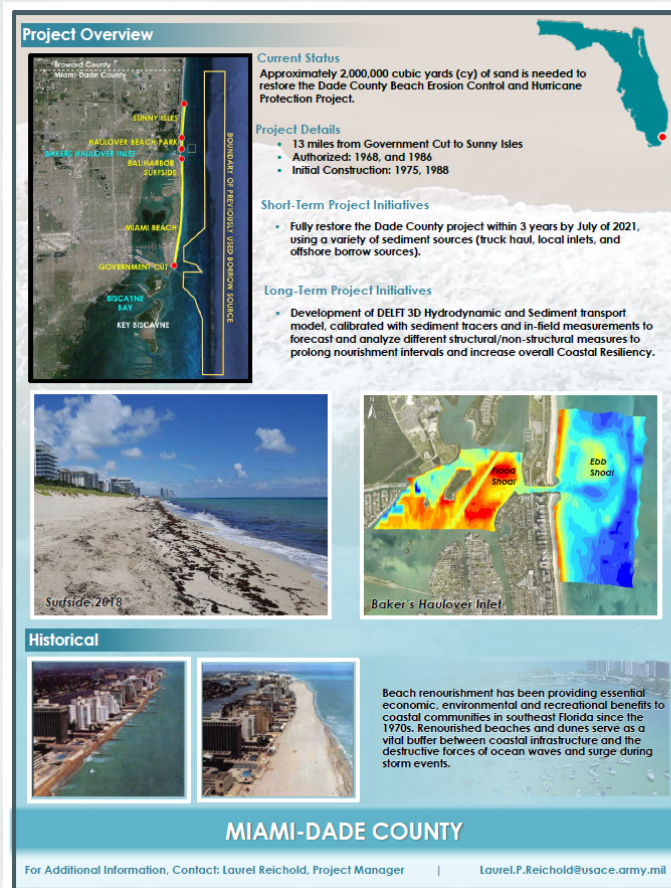 Project Overview
Broward County
Miami-Dade County
SUNNY ISLES
HAULOVER BEACH PARK
BAKERS HAULOVER INLET
BAL HARBOR
SURFSIDE
MIAMI BEACH
GOVERNMENT CUT
BISCAYNE
BAY
KEY BISCAYNE
BOUNDARY OF PREVIOUSLY USED BORROW SOURCE
Current Status
Approximately 2,000,000 cubic yards (cy) of sand is needed to
restore the Dade County Beach Erosion Control and Hurricane
Protection Project.
Project Details
▪ 13 miles from Government Cut to Sunny Isles
▪ Authorized: 1968, and 1986
▪ Initial Construction: 1975, 1988
Short-Term Project Initiatives
▪ Fully restore the Dade County project within 3 years by July of 2021,
using a variety of sediment sources (truck haul, local inlets, and
offshore borrow sources).
Long-Term Project Initiatives
▪ Development of DELFT 3D Hydrodynamic and Sediment transport
model, calibrated with sediment tracers and in-field measurements to
forecast and analyze different structural/non-structural measures to
prolong nourishment intervals and increase overall Coastal Resiliency.
Surfside 2018
N
Flood
Shoal
Ebb
Shoal
Baker's Haulover Inlet
Historical
Beach renourishment has been providing essential
economic, environmental and recreational benefits to
coastal communities in southeast Florida since the
1970s. Renourished beaches and dunes serve as a
vital buffer between coastal infrastructure and the
destructive forces of ocean waves and surge during
storm events.
MIAMI-DADE COUNTY
For Additional Information, Contact: Laurel Reichold, Project Manager | Laurel.P.Reichold@usace.army.mil